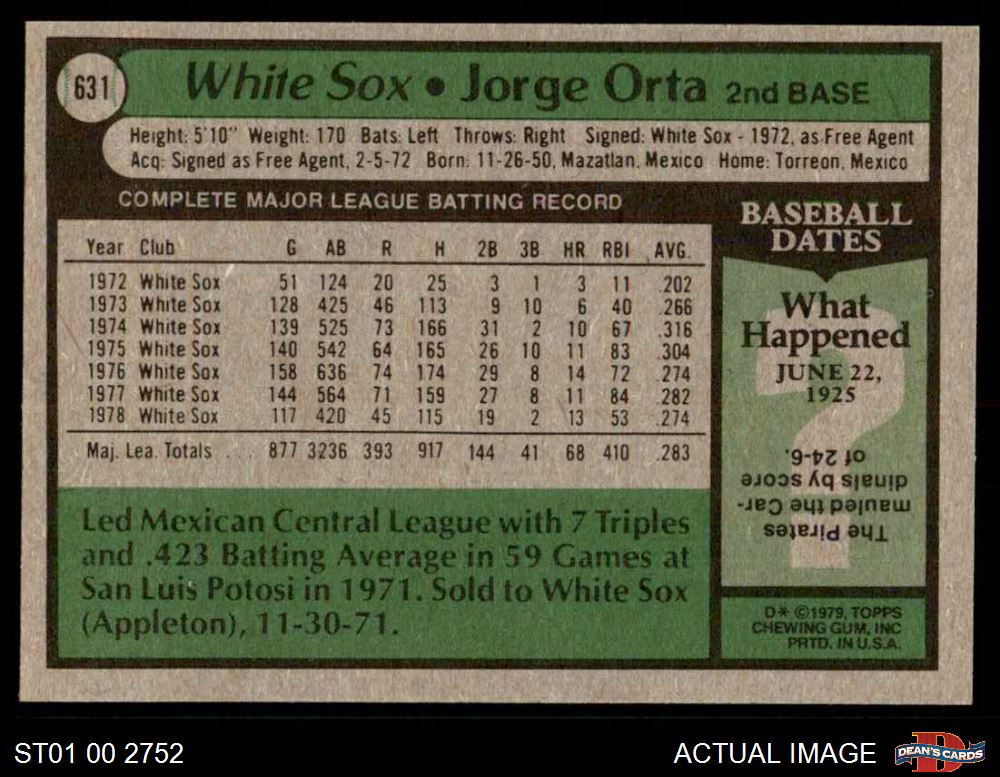 631
White Sox • Jorge Orta 2nd BASE
Height: 5'10" Weight: 170 Bats: Left Throws: Right Signed: White Sox - 1972, as Free Agent
Acq: Signed as Free Agent, 2-5-72 Born: 11-26-50, Mazatlan, Mexico Home: Torreon, Mexico
COMPLETE MAJOR LEAGUE BATTING RECORD
Year Club G AB R H 2B 3B HR RBI AVG.
1972 White Sox 51 124 20 25 3 1 3 11 .202
1973 White Sox 128 425 46 113 9 10 6 40 .266
1974 White Sox 139 525 73 166 31 2 10 67 .316
1975 White Sox 140 542 64 165 26 10 11 83 .304
1976 White Sox 158 636 74 174 29 8 14 72 .274
1977 White Sox 144 564 71 159 27 8 11 84 .282
1978 White Sox 117 420 45 115 19 2 13 53 .274
Maj. Lea. Totals . . . 877 3236 393 917 144 41 68 410 .283
Led Mexican Central League with 7 Triples
and .423 Batting Average in 59 Games at
San Luis Potosi in 1971. Sold to White Sox
(Appleton), 11-30-71.
BASEBALL
DATES
What
Happened
JUNE 22,
1925
?
The Pirates
mauled the Car-
dinals by score
of 24-6.
D* ©1979, TOPPS
CHEWING GUM, INC
PRTD. IN U.S.A.
ST01 00 2752
ACTUAL IMAGE
D
DEAN'S CARDS